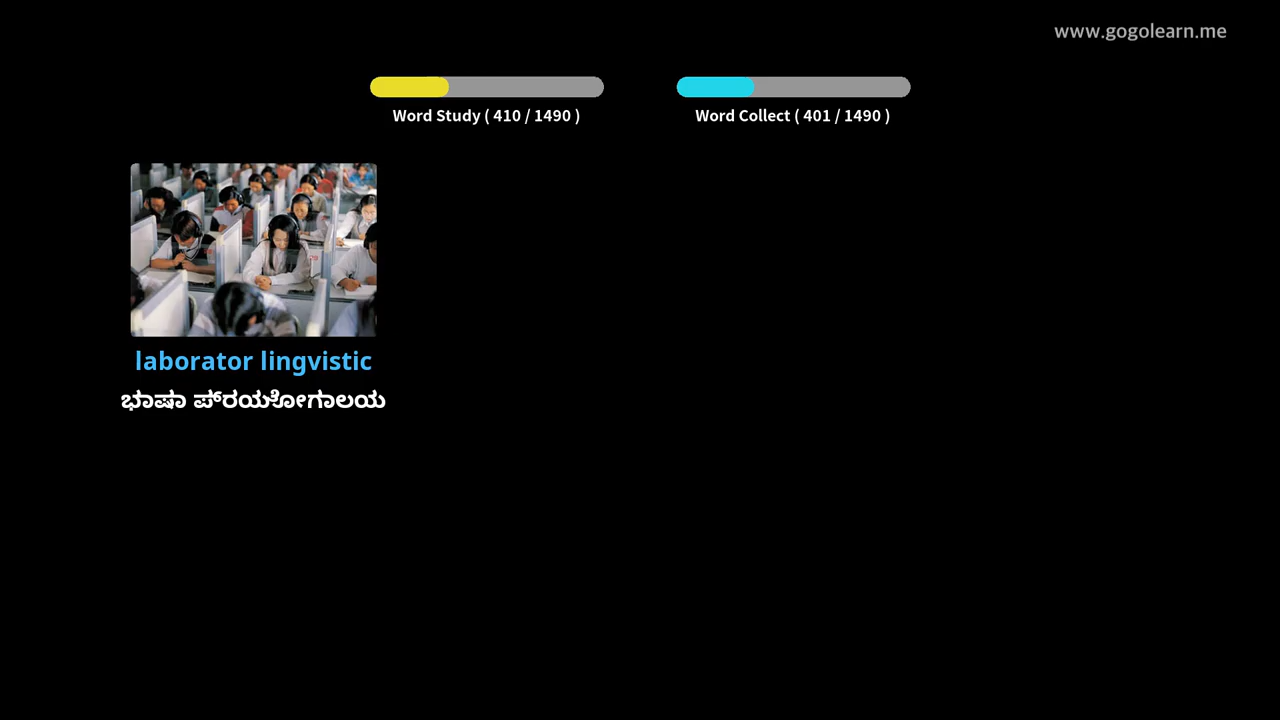 www.gogolearn.me
Word Study ( 410 / 1490 )
Word Collect ( 401 / 1490 )
laborator lingvistic
ಭಾಷಾ ಪ್ರಯೋಗಾಲಯ